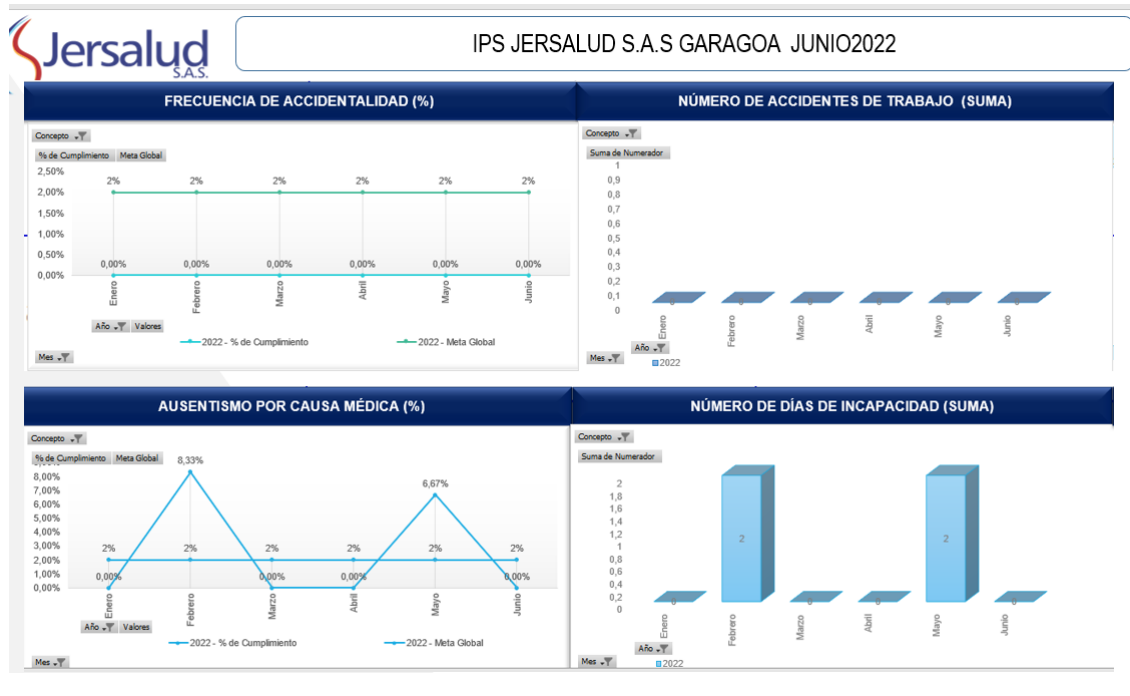 Jersalud
S.A.S.
IPS JERSALUD S.A.S GARAGOA JUNIO2022
FRECUENCIA DE ACCIDENTALIDAD (%)
Concepto
% de Cumplimiento Meta Global
2,50%
2,00%
1,50%
1,00%
0,50%
0,00%
2% 2% 2% 2% 2% 2%
0,00% 0,00% 0,00% 0,00% 0,00% 0,00%
Enero Febrero Marzo Abril Mayo Junio
Año Valores
2022 - % de Cumplimiento 2022 - Meta Global
Mes
NÚMERO DE ACCIDENTES DE TRABAJO (SUMA)
Concepto
Suma de Numerador
1
0,9
0,8
0,7
0,6
0,5
0,4
0,3
0,2
0,1
0
0 0 0 0 0 0
Enero Febrero Marzo Abril Mayo Junio
Año
Mes
2022
AUSENTISMO POR CAUSA MÉDICA (%)
Concepto
% de Cumplimiento Meta Global
8,00%
7,00%
6,00%
5,00%
4,00%
3,00%
2,00%
1,00%
0,00%
8,33% 6,67%
2% 2% 2% 2% 2% 2%
0,00% 0,00% 0,00% 0,00%
Enero Febrero Marzo Abril Mayo Junio
Año Valores
2022 - % de Cumplimiento 2022 - Meta Global
Mes
NÚMERO DE DÍAS DE INCAPACIDAD (SUMA)
Concepto
Suma de Numerador
2
1,8
1,6
1,4
1,2
1
0,8
0,6
0,4
0,2
0
0 2 0 0 2 0
Enero Febrero Marzo Abril Mayo Junio
Año
Mes
2022